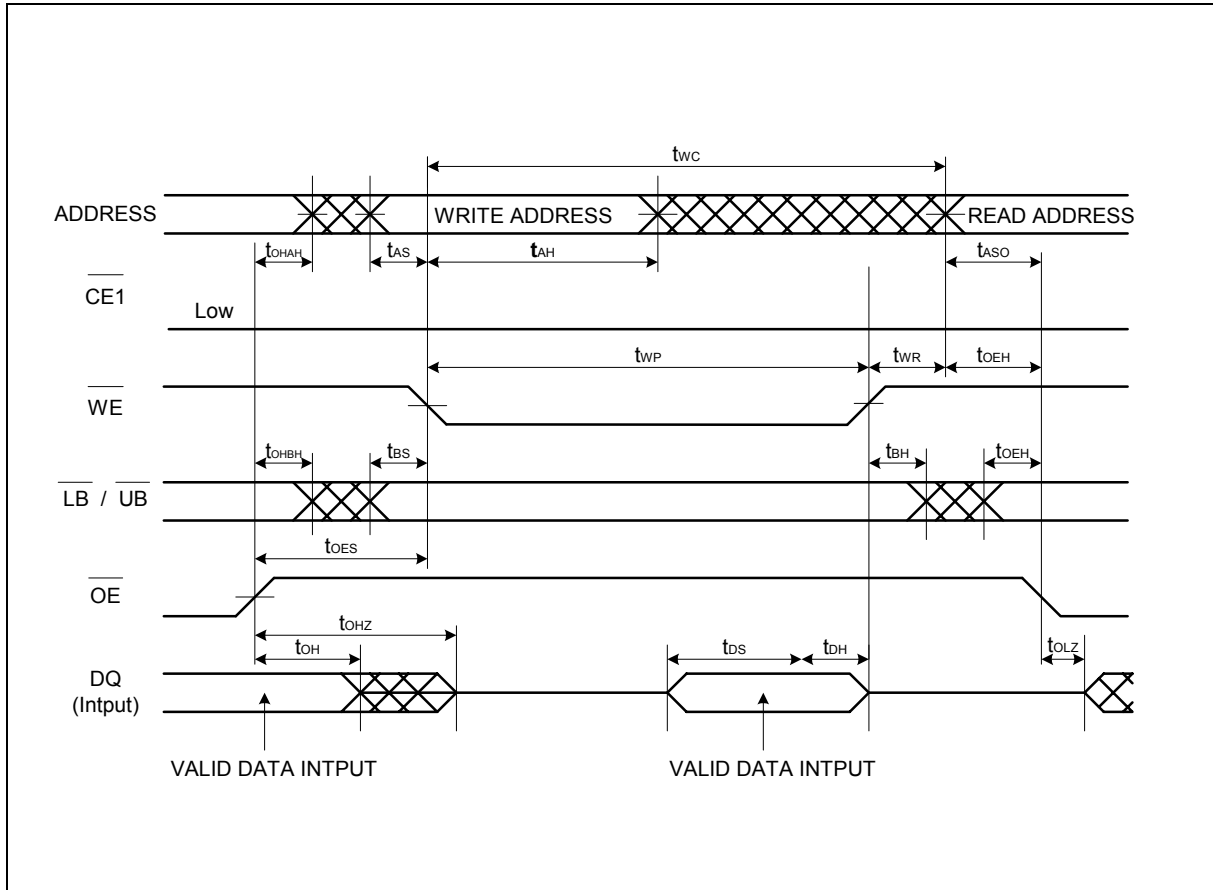 tWC
ADDRESS WRITE ADDRESS READ ADDRESS
tOHAH tAS tAH tASO
CE1
Low
tWP tWR tOEH
WE
tOHBH tBS tBH tOEH
LB / UB
tOES
OE
tOHZ
tOH tDS tDH tOLZ
DQ
(Intput)
VALID DATA INTPUT VALID DATA INTPUT